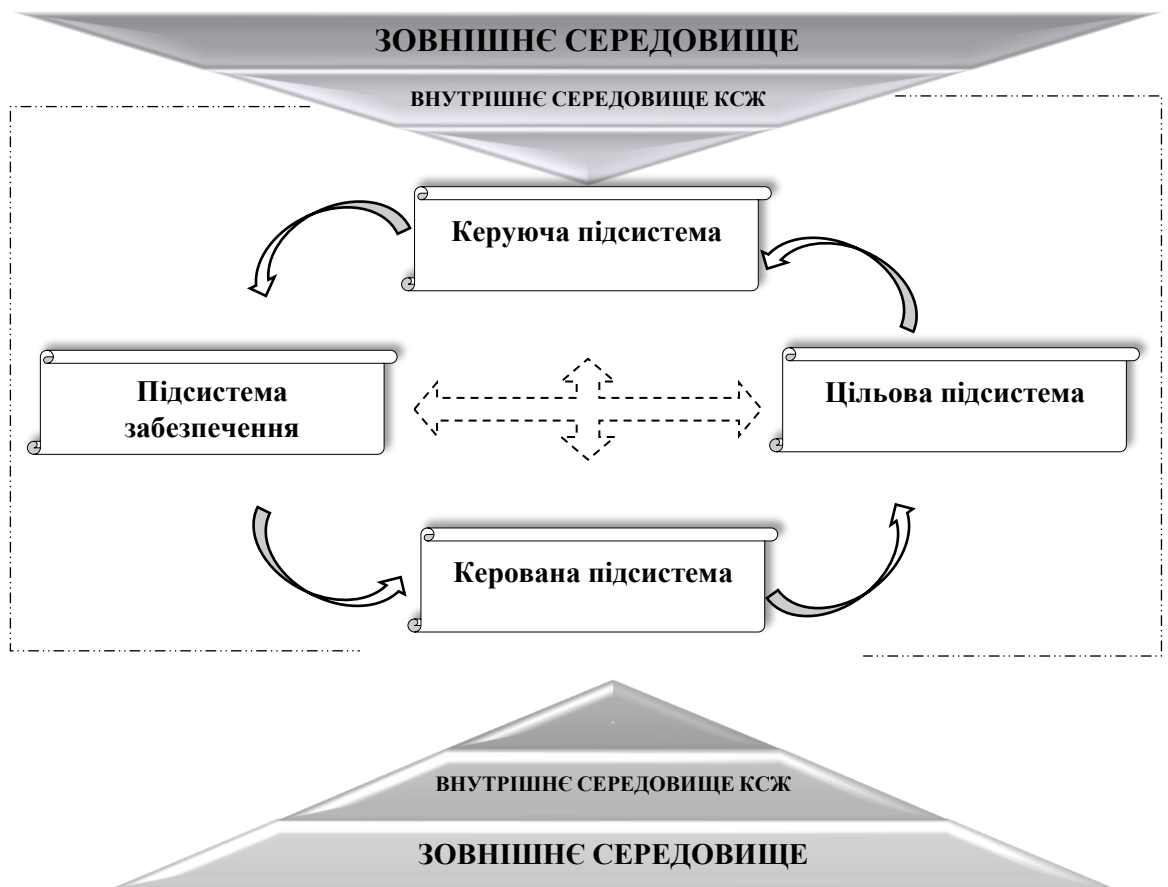 ЗОВНІШНЄ СЕРЕДОВИЩЕ
ВНУТРІШНЄ СЕРЕДОВИЩЕ КСЖ
Керуюча підсистема
Підсистема
забезпечення
Цільова підсистема
Керована підсистема
ВНУТРІШНЄ СЕРЕДОВИЩЕ КСЖ
ЗОВНІШНЄ СЕРЕДОВИЩЕ